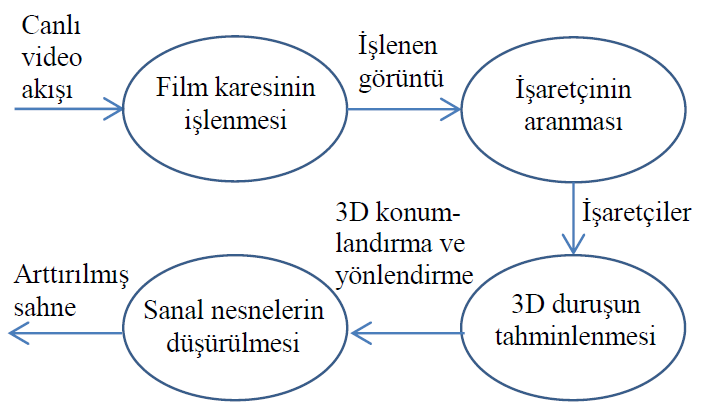 Canlı
video
akışı
Film karesinin
işlenmesi
İşlenen
görüntü
İşaretçinin
aranması
İşaretçiler
3D duruşun
tahminlenmesi
3D konum-
landırma ve
yönlendirme
Sanal nesnelerin
düşürülmesi
Arttırılmış
sahne